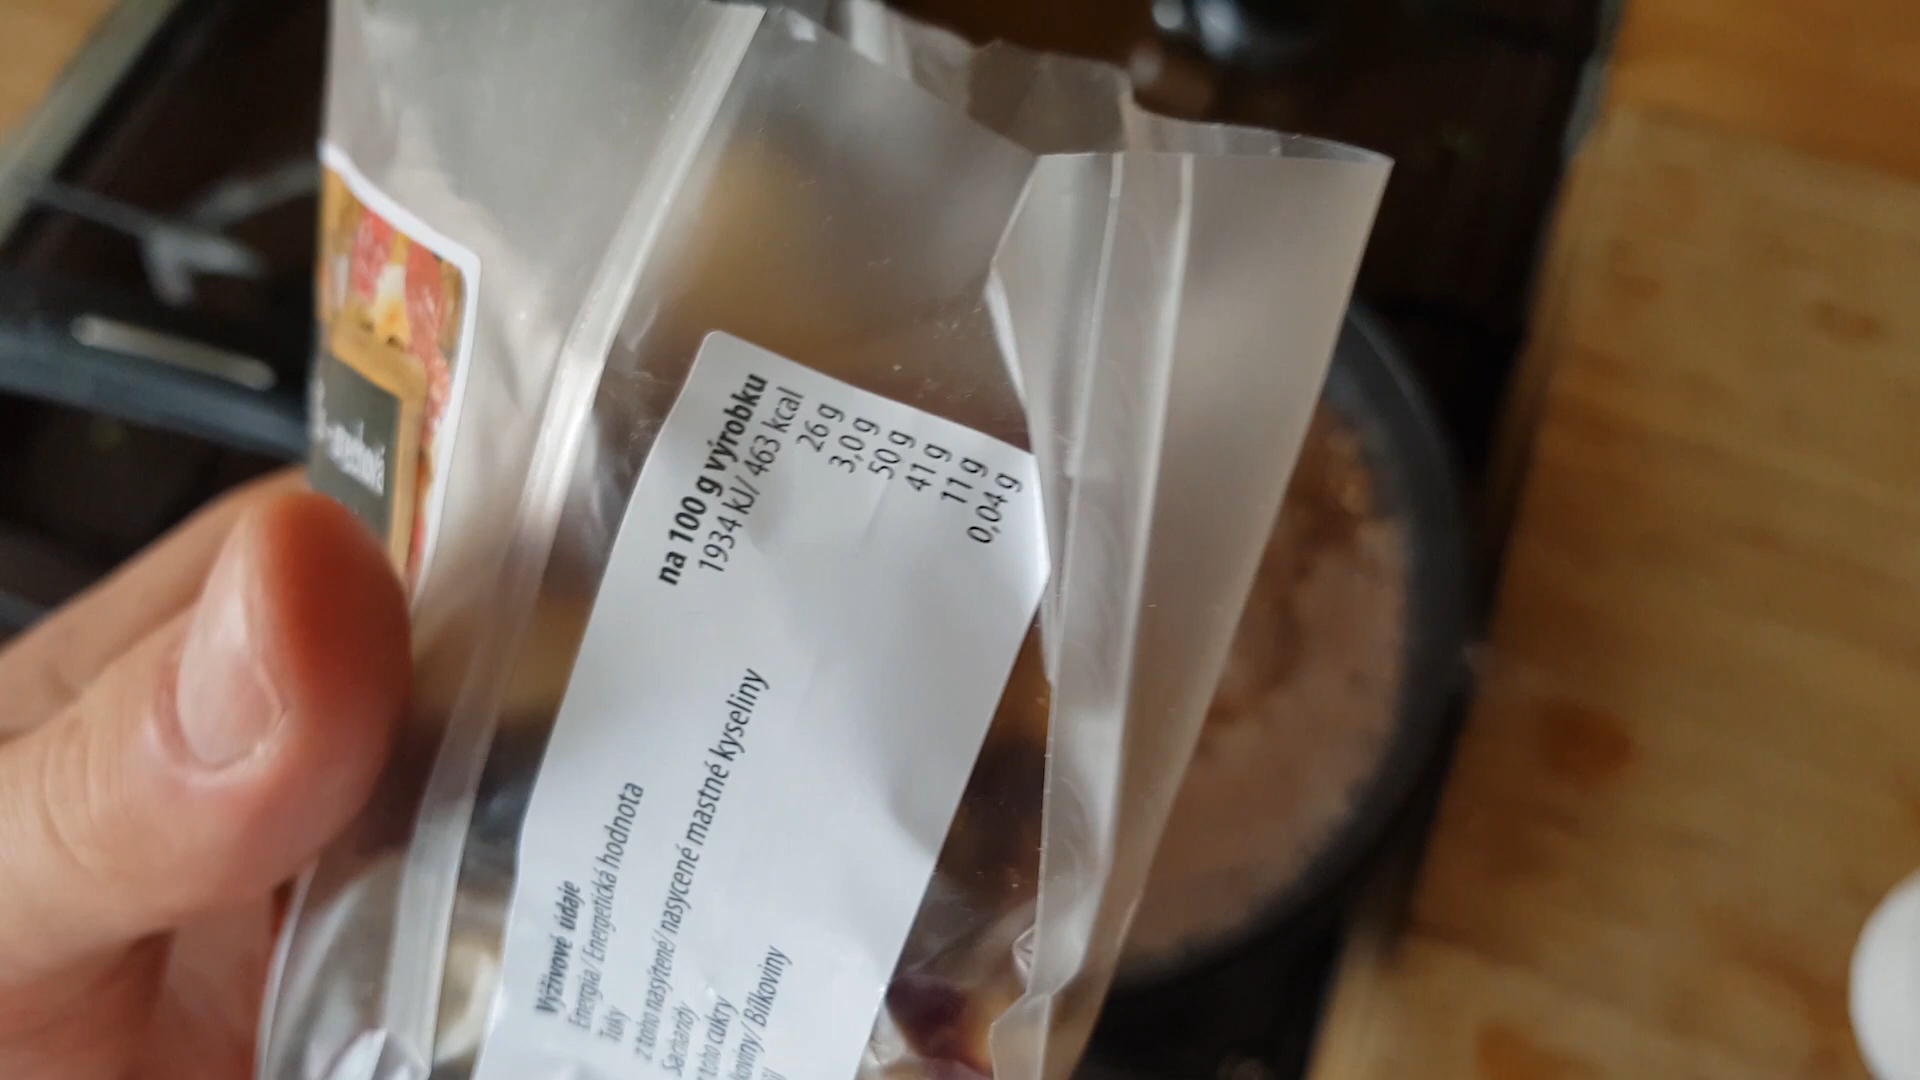 Výživové údaje na 100 g výrobku
Energia / Energetická hodnota 1934 kJ/ 463 kcal
Tuky 26 g
z toho nasýtené/ nasycené mastné kyseliny 3,0 g
Sacharidy 50 g
toho cukry 41 g
/ Bílkoviny 11 g
0,04 g